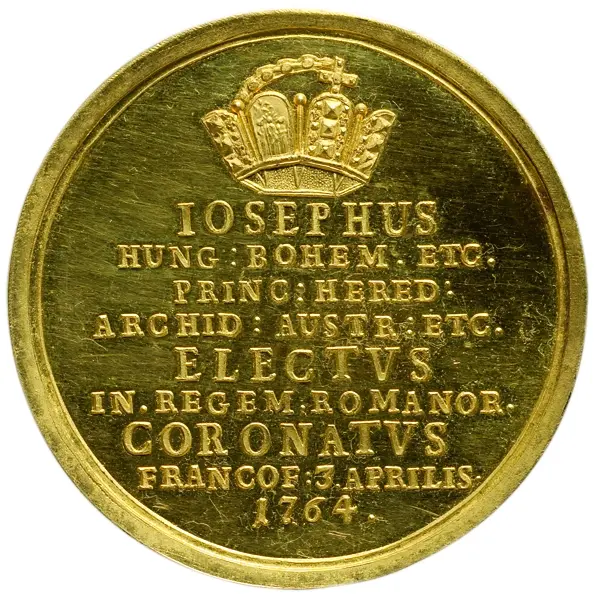 IOSEPHUS
HUNG : BOHEM . ETC .
PRINC : HERED :
ARCHID : AUSTR : ETC .
ELECTVS
IN . REGEM . ROMANOR .
CORONATVS
FRANCOF : 3 . APRILIS .
1764 .